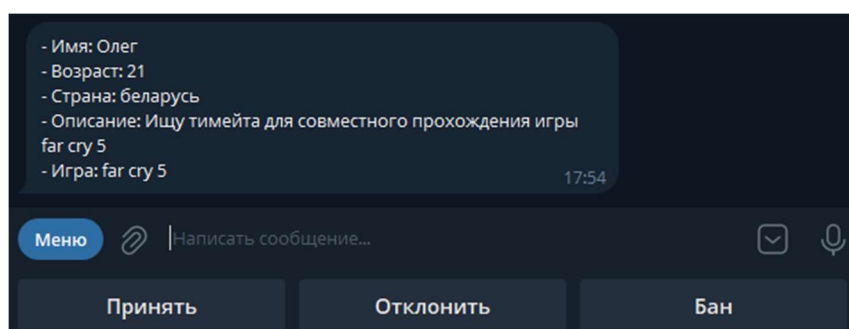 - Имя: Олег
- Возраст: 21
- Страна: беларусь
- Описание: Ищу тимейта для совместного прохождения игры
far cry 5
- Игра: far cry 5
17:54
Меню
Написать сообщение...
Принять
Отклонить
Бан